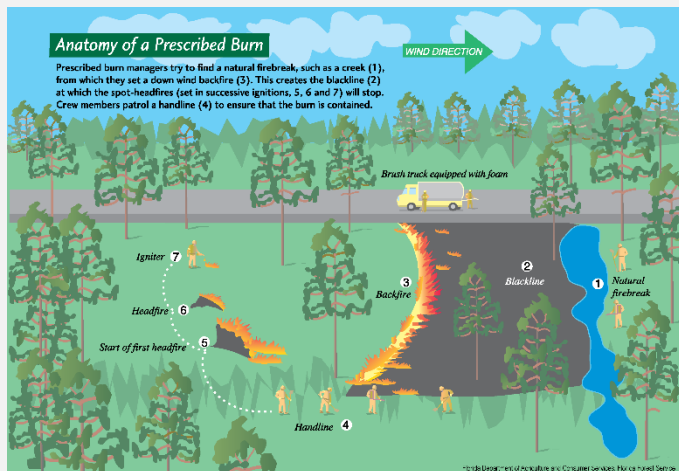 Anatomy of a Prescribed Burn
WIND DIRECTION
Prescribed burn managers try to find a natural firebreak, such as a creek (1),
from which they set a down wind backfire (3). This creates the blackline (2)
at which the spot-headfires (set in successive ignitions, 5, 6 and 7) will stop.
Crew members patrol a handline (4) to ensure that the burn is contained.
Brush truck equipped with foam
Igniter 7
Headfire 6
Start of first headfire 5
3
Backfire
2
Blackline
1 Natural
firebreak
Handline 4
Florida Department of Agriculture and Consumer Services, Florida Forest Service